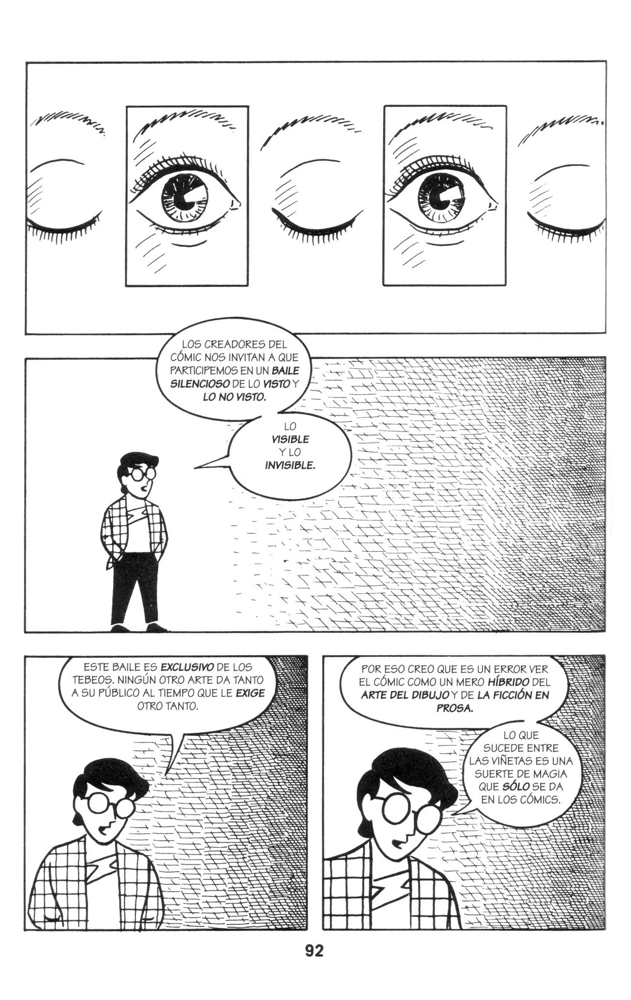 LOS CREADORES DEL
CÓMIC NOS INVITAN A QUE
PARTICIPEMOS EN UN BAILE
SILENCIOSO DE LO VISTO Y
LO NO VISTO.
LO
VISIBLE
Y LO
INVISIBLE.
ESTE BAILE ES EXCLUSIVO DE LOS
TEBEOS. NINGÚN OTRO ARTE DA TANTO
A SU PÚBLICO AL TIEMPO QUE LE EXIGE
OTRO TANTO.
POR ESO CREO QUE ES UN ERROR VER
EL CÓMIC COMO UN MERO HÍBRIDO DEL
ARTE DEL DIBUJO Y DE LA FICCIÓN EN
PROSA.
LO QUE
SUCEDE ENTRE
LAS VIÑETAS ES UNA
SUERTE DE MAGIA
QUE SÓLO SE DA
EN LOS CÓMICS.
92